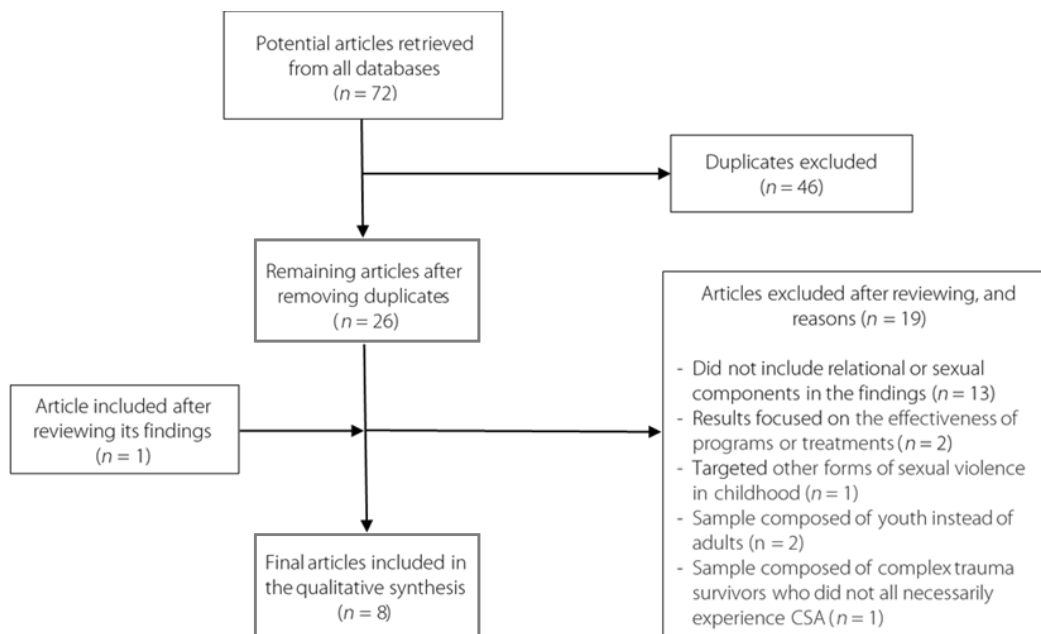 Potential articles retrieved
from all databases
(n = 72)
Duplicates excluded
(n = 46)
Remaining articles after
removing duplicates
(n = 26)
Articles excluded after reviewing, and
reasons (n = 19)
- Did not include relational or sexual
components in the findings (n = 13)
- Results focused on the effectiveness of
programs or treatments (n = 2)
- Targeted other forms of sexual violence
in childhood (n = 1)
- Sample composed of youth instead of
adults (n = 2)
- Sample composed of complex trauma
survivors who did not all necessarily
experience CSA (n = 1)
Article included after
reviewing its findings
(n = 1)
Final articles included in
the qualitative synthesis
(n = 8)